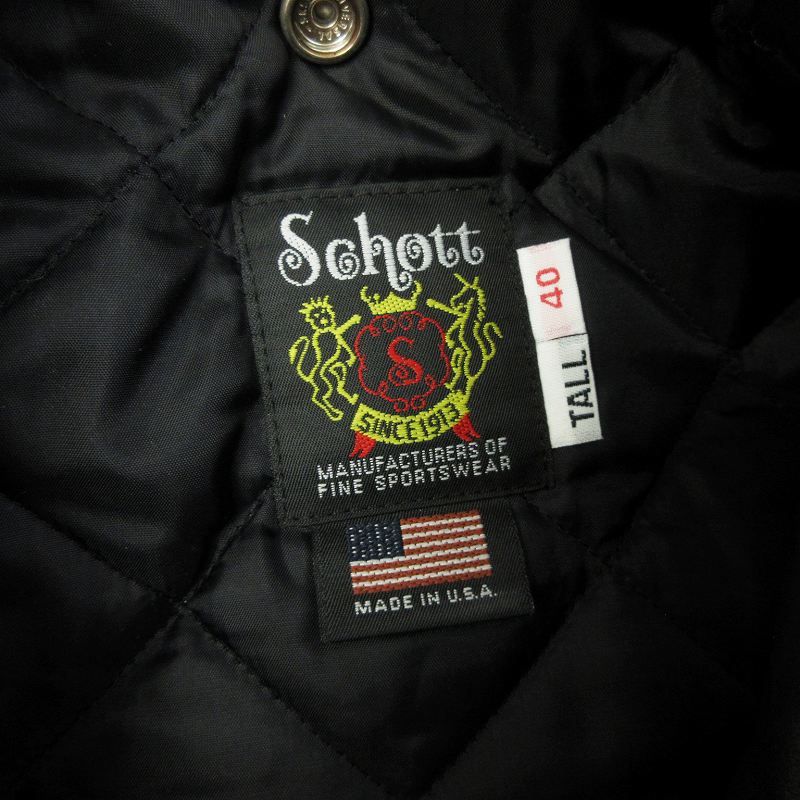 Schott
S
SINCE 1913
MANUFACTURERS OF
FINE SPORTSWEAR
40
TALL
MADE IN U.S.A.